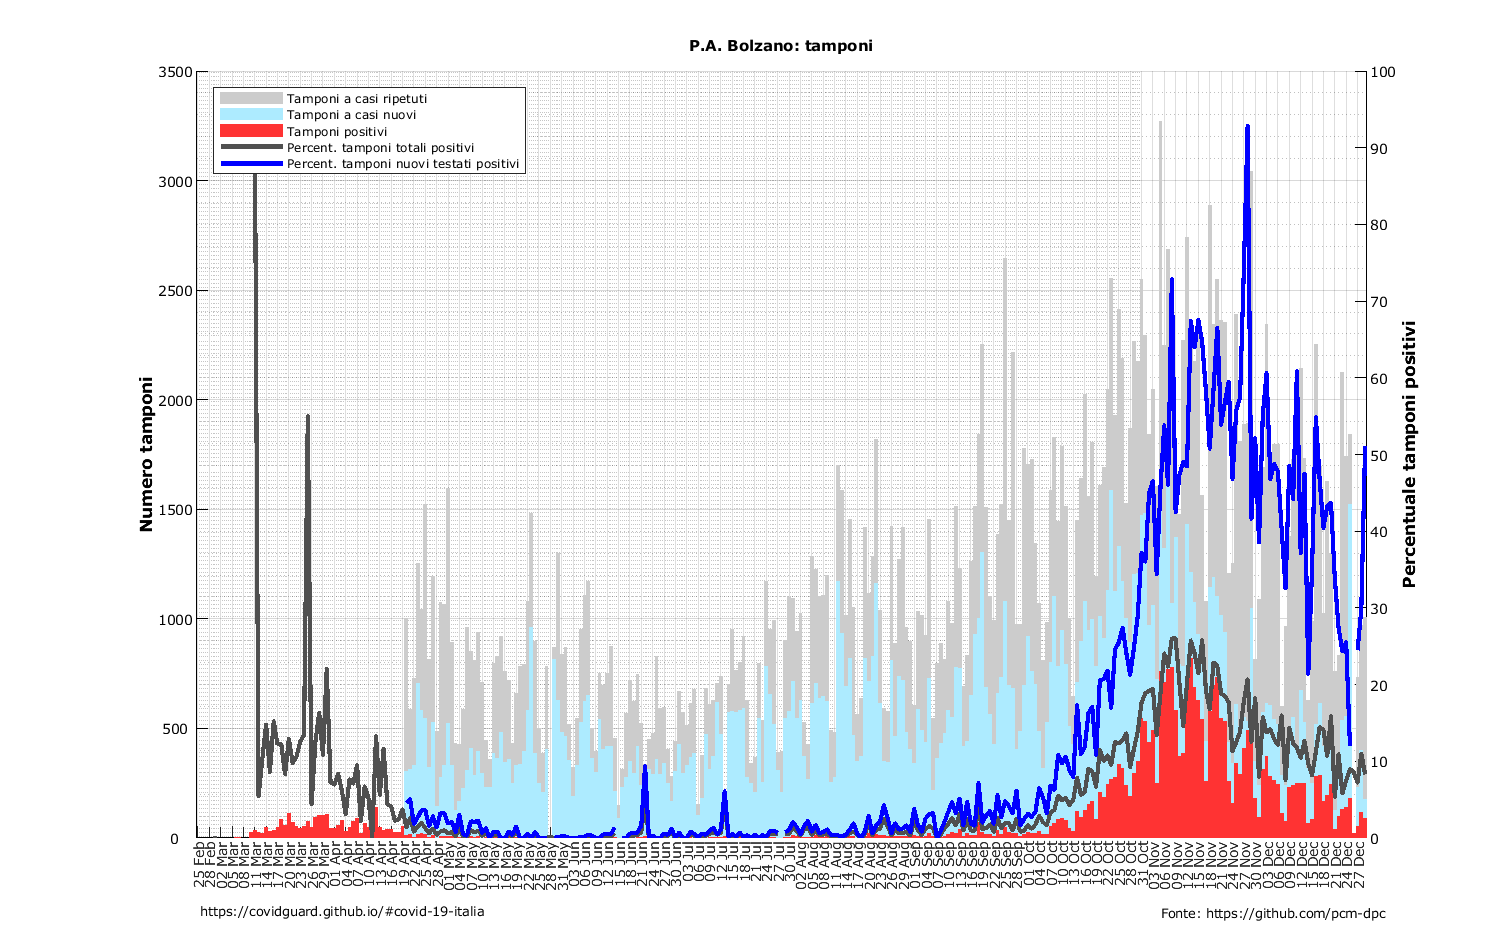 P.A. Bolzano: tamponi
Tamponi a casi ripetuti
Tamponi a casi nuovi
Tamponi positivi
Percent. tamponi totali positivi
Percent. tamponi nuovi testati positivi
Numero tamponi
3500
3000
2500
2000
1500
1000
500
0
Percentuale tamponi positivi
100
90
80
70
60
50
40
30
20
10
0
25 Feb
28 Feb
02 Mar
05 Mar
08 Mar
11 Mar
14 Mar
17 Mar
20 Mar
23 Mar
26 Mar
29 Mar
01 Apr
04 Apr
07 Apr
10 Apr
13 Apr
16 Apr
19 Apr
22 Apr
25 Apr
28 Apr
01 May
04 May
07 May
10 May
13 May
16 May
19 May
22 May
25 May
28 May
31 May
03 Jun
06 Jun
09 Jun
12 Jun
15 Jun
18 Jun
21 Jun
24 Jun
27 Jun
30 Jun
03 Jul
06 Jul
09 Jul
12 Jul
15 Jul
18 Jul
21 Jul
24 Jul
27 Jul
30 Jul
02 Aug
05 Aug
08 Aug
11 Aug
14 Aug
17 Aug
20 Aug
23 Aug
26 Aug
29 Aug
01 Sep
04 Sep
07 Sep
10 Sep
13 Sep
16 Sep
19 Sep
22 Sep
25 Sep
28 Sep
01 Oct
04 Oct
07 Oct
10 Oct
13 Oct
16 Oct
19 Oct
22 Oct
25 Oct
28 Oct
31 Oct
03 Nov
06 Nov
09 Nov
12 Nov
15 Nov
18 Nov
21 Nov
24 Nov
27 Nov
30 Nov
03 Dec
06 Dec
09 Dec
12 Dec
15 Dec
18 Dec
21 Dec
24 Dec
27 Dec
https://covidguard.github.io/#covid-19-italia
Fonte: https://github.com/pcm-dpc